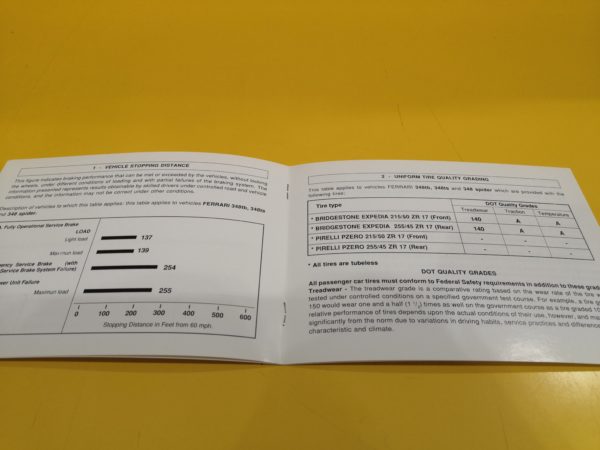 1 - VEHICLE STOPPING DISTANCE
This figure indicates braking performance that can be met or exceeded by the vehicles, without locking
the wheels, under different conditions of loading and with partial failures of the braking system. The
information presented represents results obtainable by skilled drivers under controlled road and vehicle
conditions, and the information may not be correct under other conditions.
Description of vehicles to which this table applies: this table applies to vehicles FERRARI 348tb, 348ts
and 348 spider.
Fully Operational Service Brake
LOAD
Light load 137
Maximun load 139
ency Service Brake (with
Service Brake System Failure) 254
wer Unit Failure
Maximun load 255
0 100 200 300 400 500 600
Stopping Distance in Feet from 60 mph
2 - UNIFORM TIRE QUALITY GRADING
This table applies to vehicles FERRARI 348tb, 348ts and 348 spider which are provided with the
following tires:
Tire type DOT Quality Grades
Treadwear Traction Temperature
* BRIDGESTONE EXPEDIA 215/50 ZR 17 (Front) 140 A A
* BRIDGESTONE EXPEDIA 255/45 ZR 17 (Rear) 140 A A
* PIRELLI PZERO 215/50 ZR 17 (Front) - - -
* PIRELLI PZERO 255/45 ZR 17 (Rear) - - -
* All tires are tubeless
DOT QUALITY GRADES
All passenger car tires must conform to Federal Safety requirements in addition to these grad
Treadwear - The treadwear grade is a comparative rating based on the wear rate of the tire w
tested under controlled conditions on a specified government test course. For example, a tire g
150 would wear one and a half (1 1/2) times as well on the government course as a tire graded 10
relative performance of tires depends upon the actual conditions of their use, however, and may
significantly from the norm due to variations in driving habits, service practices and difference
characteristic and climate.